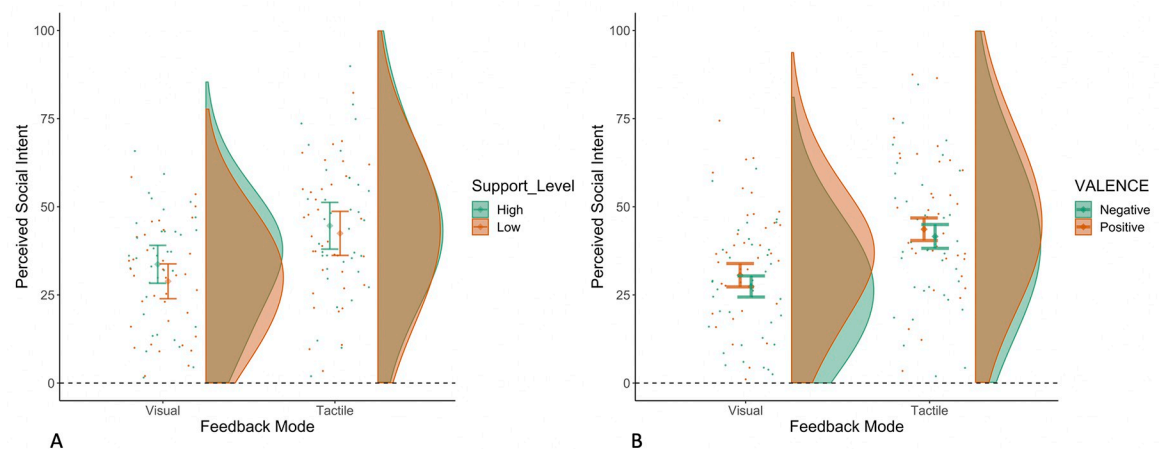 100
75
50
25
0
Perceived Social Intent
Visual
Tactile
Feedback Mode
Support_Level
High
Low
A
100
75
50
25
0
Perceived Social Intent
Visual
Tactile
Feedback Mode
VALENCE
Negative
Positive
B